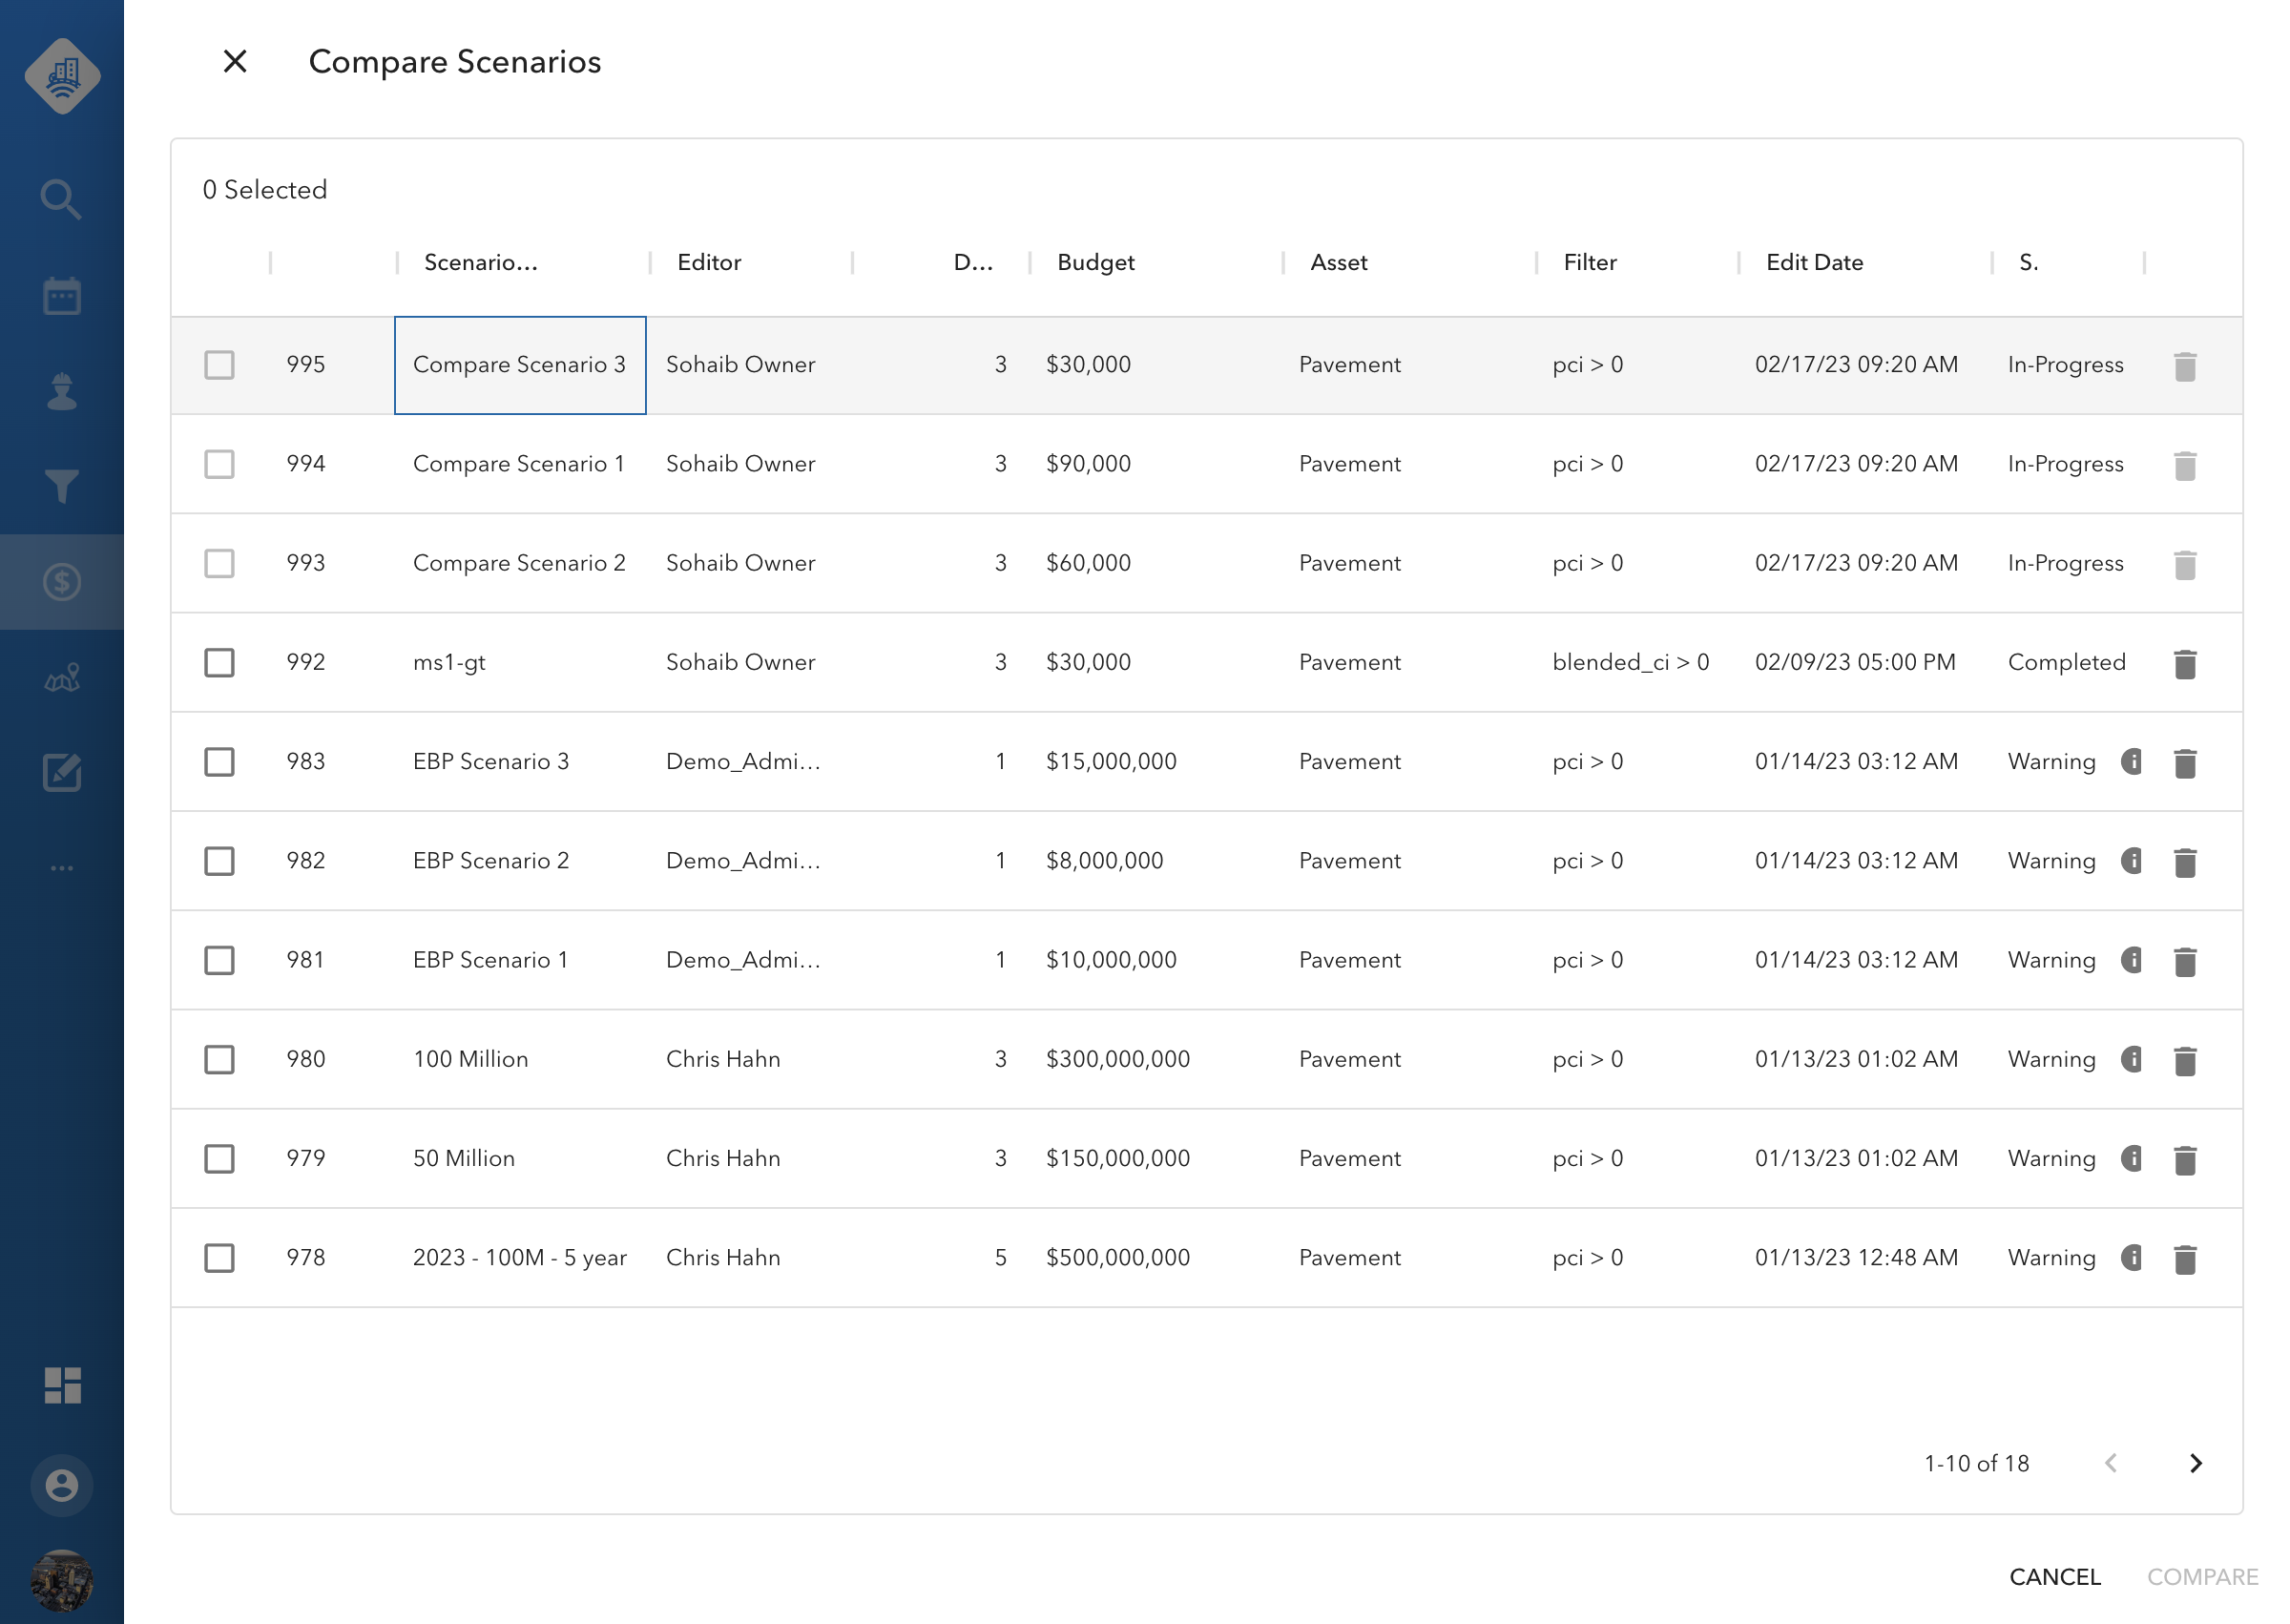 Compare Scenarios
0 Selected
Scenario... Editor D... Budget Asset Filter Edit Date S.
995 Compare Scenario 3 Sohaib Owner 3 $30,000 Pavement pci > 0 02/17/23 09:20 AM In-Progress
994 Compare Scenario 1 Sohaib Owner 3 $90,000 Pavement pci > 0 02/17/23 09:20 AM In-Progress
993 Compare Scenario 2 Sohaib Owner 3 $60,000 Pavement pci > 0 02/17/23 09:20 AM In-Progress
992 ms1-gt Sohaib Owner 3 $30,000 Pavement blended_ci > 0 02/09/23 05:00 PM Completed
983 EBP Scenario 3 Demo_Admi... 1 $15,000,000 Pavement pci > 0 01/14/23 03:12 AM Warning
982 EBP Scenario 2 Demo_Admi... 1 $8,000,000 Pavement pci > 0 01/14/23 03:12 AM Warning
981 EBP Scenario 1 Demo_Admi... 1 $10,000,000 Pavement pci > 0 01/14/23 03:12 AM Warning
980 100 Million Chris Hahn 3 $300,000,000 Pavement pci > 0 01/13/23 01:02 AM Warning
979 50 Million Chris Hahn 3 $150,000,000 Pavement pci > 0 01/13/23 01:02 AM Warning
978 2023 - 100M - 5 year Chris Hahn 5 $500,000,000 Pavement pci > 0 01/13/23 12:48 AM Warning
1-10 of 18
CANCEL COMPARE